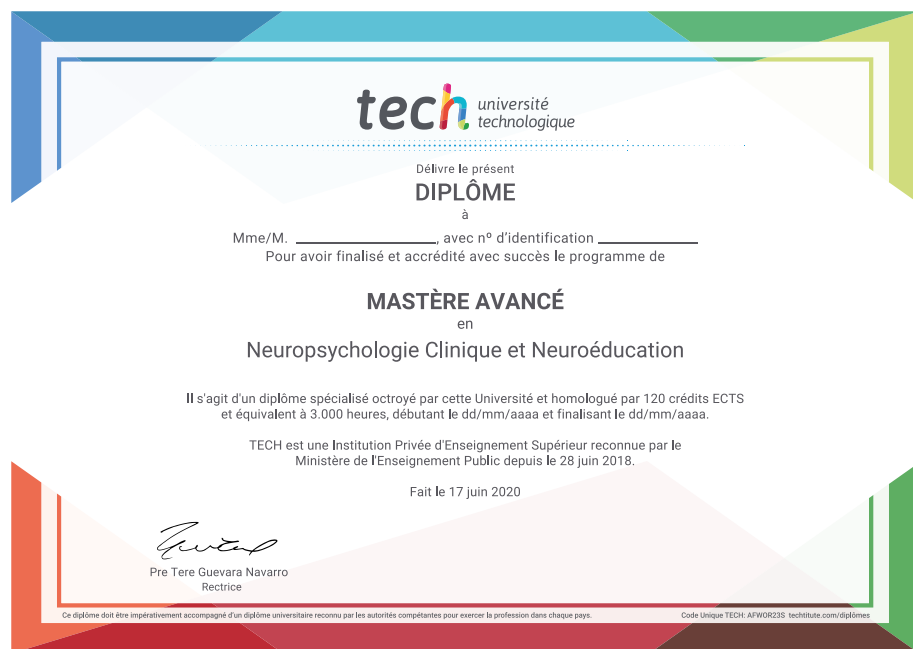 tech université
technologique
Délivre le présent
DIPLÔME
à
Mme/M. ____________, avec nº d'identification ____________
Pour avoir finalisé et accrédité avec succès le programme de
MASTÈRE AVANCÉ
en
Neuropsychologie Clinique et Neuroéducation
Il s'agit d'un diplôme spécialisé octroyé par cette Université et homologué par 120 crédits ECTS
et équivalent à 3.000 heures, débutant le dd/mm/aaaa et finalisant le dd/mm/aaaa.
TECH est une Institution Privée d'Enseignement Supérieur reconnue par le
Ministère de l'Enseignement Public depuis le 28 juin 2018.
Fait le 17 juin 2020
Pre Tere Guevara Navarro
Rectrice
Ce diplôme doit être impérativement accompagné d'un diplôme universitaire reconnu par les autorités compétentes pour exercer la profession dans chaque pays.
Code Unique TECH: AFWOR23S techtitute.com/diplômes